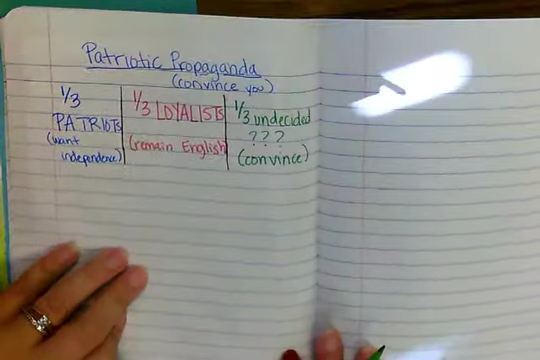 Patriotic Propaganda
(convince you)
1/3
PATRIOTS
(want
independence)
1/3 LOYALISTS
(remain English)
1/3 undecided
? ? ?
(convince)